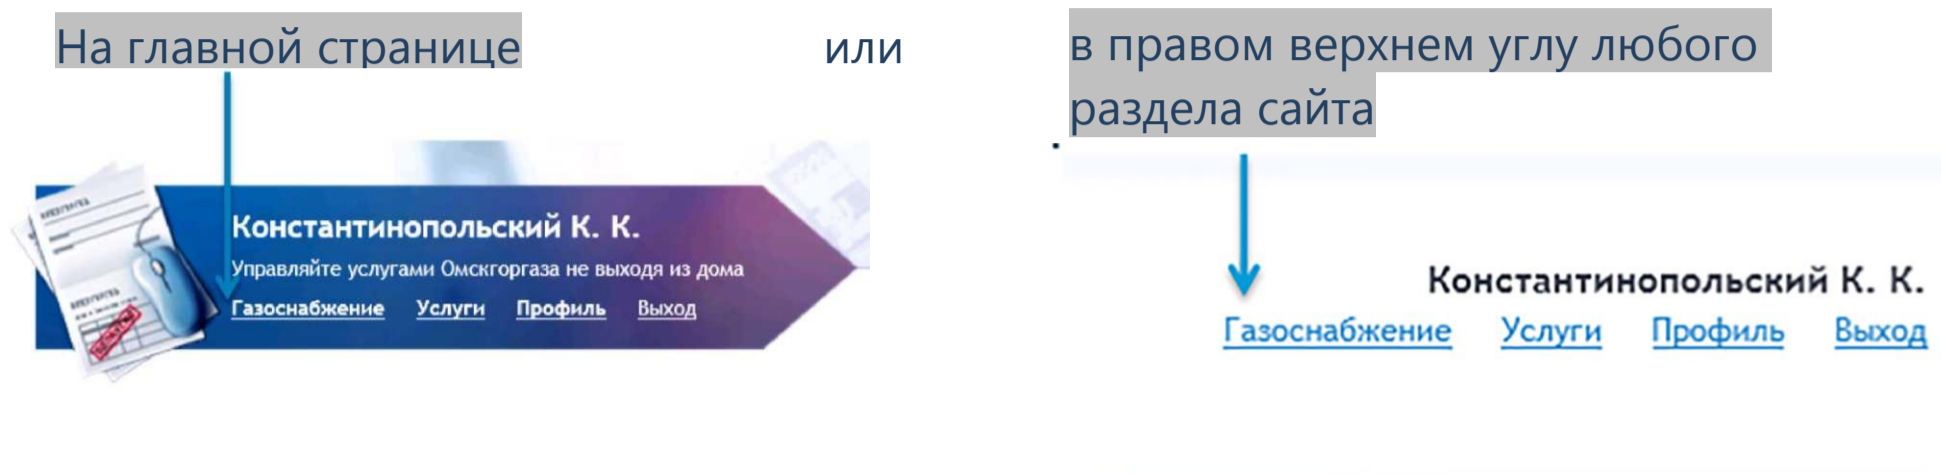 На главной странице
или
в правом верхнем углу любого
раздела сайта
Константинопольский К. К.
Управляйте услугами Омскгоргаза не выходя из дома
Газоснабжение Услуги Профиль Выход
Константинопольский К. К.
Газоснабжение Услуги Профиль Выход